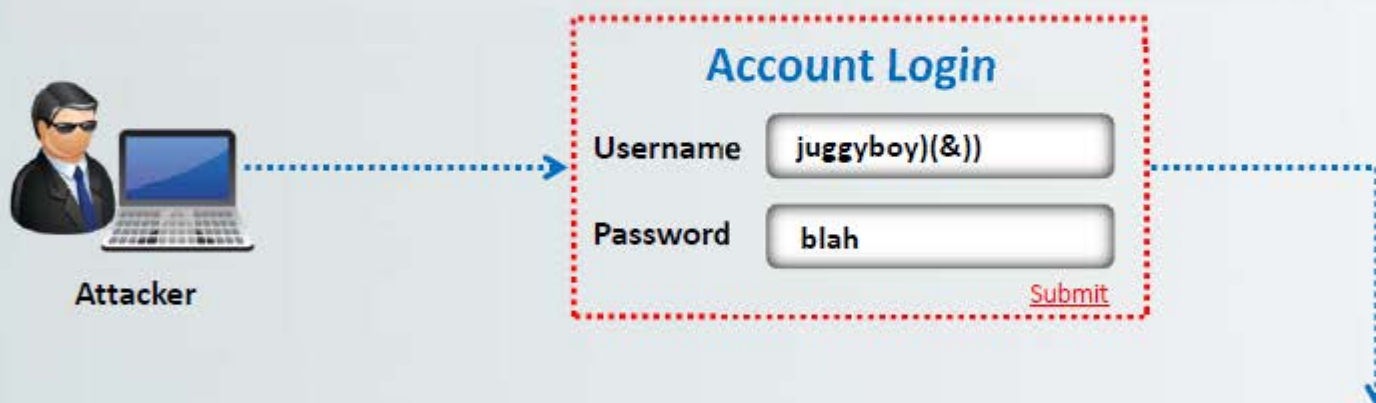 Account Login
Username juggyboy)(&))
Password blah
Submit
Attacker